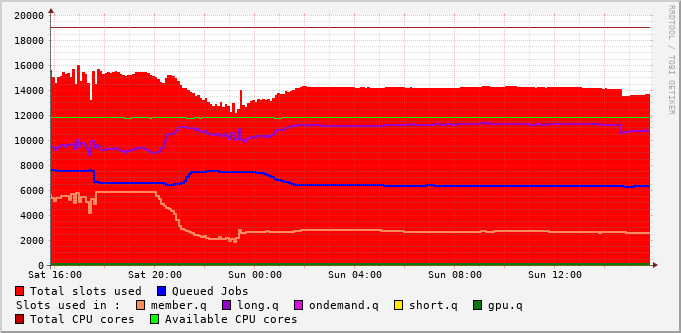 20000
18000
16000
14000
12000
10000
8000
6000
4000
2000
0
Sat 16:00 Sat 20:00 Sun 00:00 Sun 04:00 Sun 08:00 Sun 12:00
Total slots used Queued Jobs
Slots used in : member.q long.q ondemand.q short.q gpu.q
Total CPU cores Available CPU cores
RRDTOOL / TOBI OETIKER